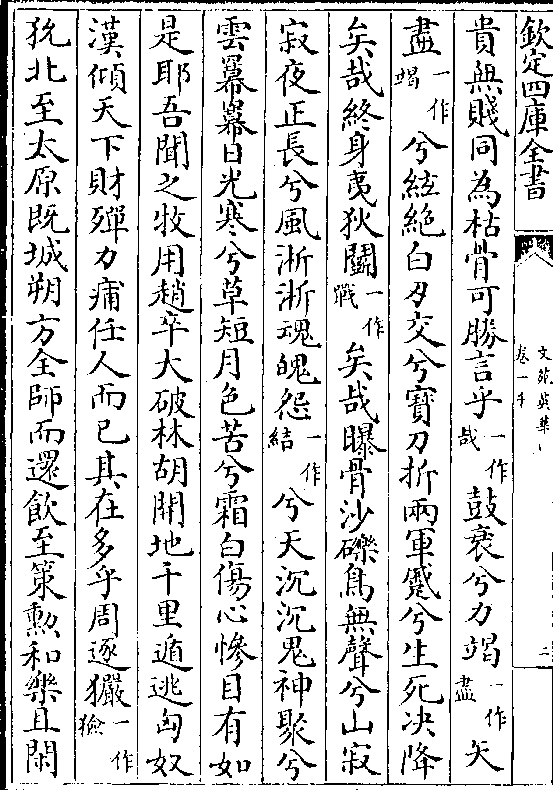 欽定四庫全書
文苑英華
卷一千
二
貴無賤同為枯骨可勝言乎一作哉鼓衰兮力竭一作盡矢
盡一作竭兮絃絶白刃交兮寶刀折兩軍蹙兮生死决降
矣哉終身夷狄鬭一作戰矣哉曝骨沙礫鳥無聲兮山寂
寂夜正長兮風淅淅魂魄怨一作結兮天沉沉鬼神聚兮
雲羃羃日光寒兮草短月色苦兮霜白傷心慘目有如
是耶吾聞之牧用趙卒大破林胡開地千里遁逃匈奴
漢傾天下財殫力痡任人而已其在多乎周逐玁一作獫
狁北至太原既城朔方全師而還飲至策勲和樂且閑